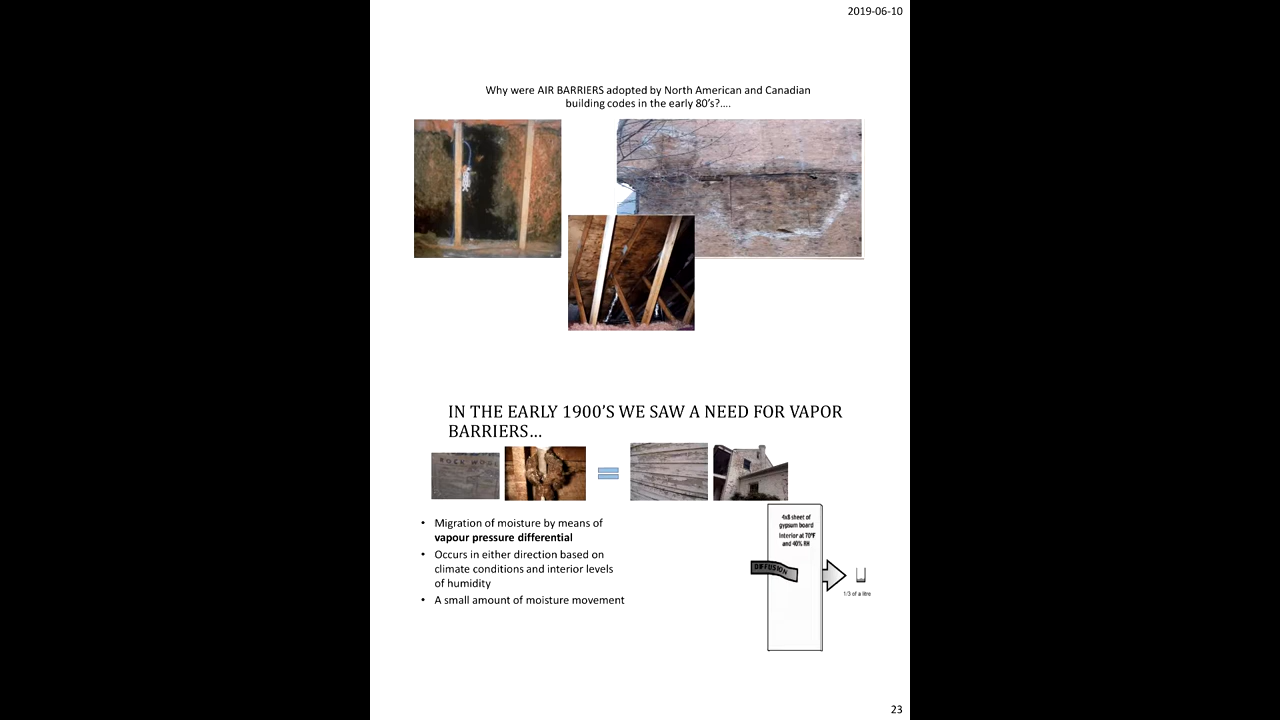 2019-06-10
Why were AIR BARRIERS adopted by North American and Canadian
building codes in the early 80’s?....
IN THE EARLY 1900’S WE SAW A NEED FOR VAPOR
BARRIERS…
ROCK WOOL
• Migration of moisture by means of
vapour pressure differential
• Occurs in either direction based on
climate conditions and interior levels
of humidity
• A small amount of moisture movement
4x8 sheet of
gypsum board
Interior at 70°F
and 40% RH
DIFFUSION
1/3 of a litre
23